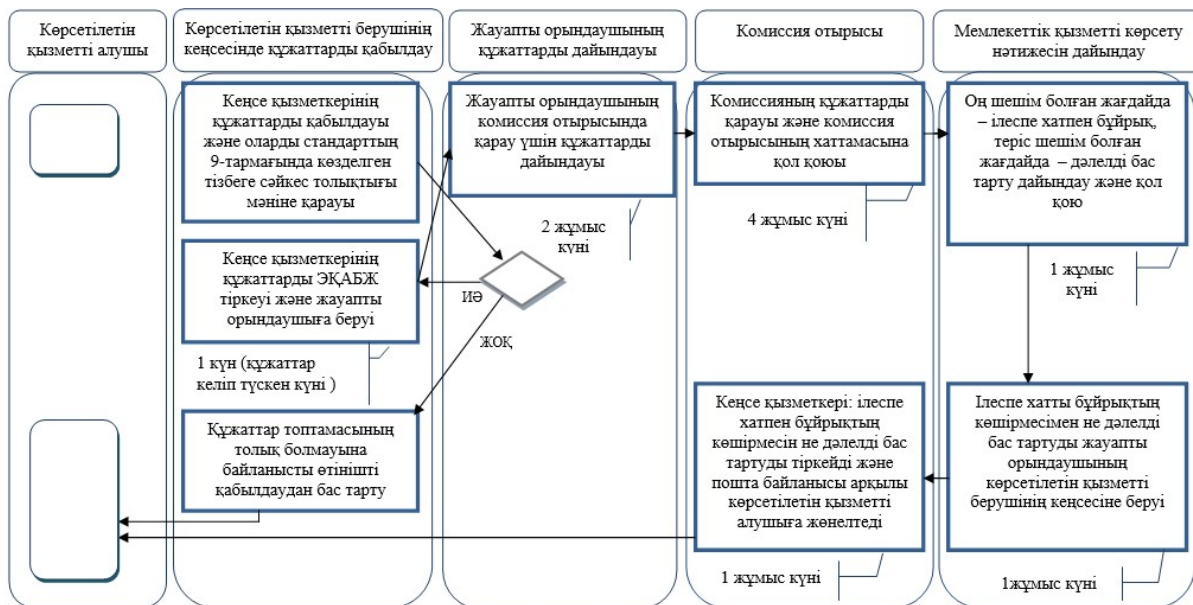 Көрсетілетін
қызметті алушы
Көрсетілетін қызметті берушінің
кеңсесінде құжаттарды қабылдау
Жауапты орындаушының
құжаттарды дайындауы
Комиссия отырысы
Мемлекеттік қызметті көрсету
нәтижесін дайындау
Кеңсе қызметкерінің
құжаттарды қабылдауы
және оларды стандарттың
9-тармағында көзделген
тізбеге сәйкес толықтығы
мәніне қарауы
Жауапты орындаушының
комиссия отырысында
қарау үшін құжаттарды
дайындауы
2 жұмыс
күні
Комиссияның құжаттарды
қарауы және комиссия
отырысының хаттамасына
қол қоюы
4 жұмыс күні
Оң шешім болған жағдайда
– ілеспе хатпен бұйрық,
теріс шешім болған
жағдайда – дәлелді бас
тарту дайындау және қол
қою
1 жұмыс
күні
Кеңсе қызметкерінің
құжаттарды ЭҚАБЖ
тіркеуі және жауапты
орындаушыға беруі
ИӘ
ЖОҚ
1 күн (құжаттар
келіп түскен күні )
Құжаттар топтамасының
толық болмауына
байланысты өтінішті
қабылдаудан бас тарту
Кеңсе қызметкері: ілеспе
хатпен бұйрықтың
көшірмесін не дәлелді бас
тартуды тіркейді және
пошта байланысы арқылы
көрсетілетін қызметті
алушыға жөнелтеді
1 жұмыс күні
Ілеспе хатты бұйрықтың
көшірмесімен не дәлелді
бас тартуды жауапты
орындаушының
көрсетілетін қызметті
берушінің кеңсесіне беруі
1жұмыс күні